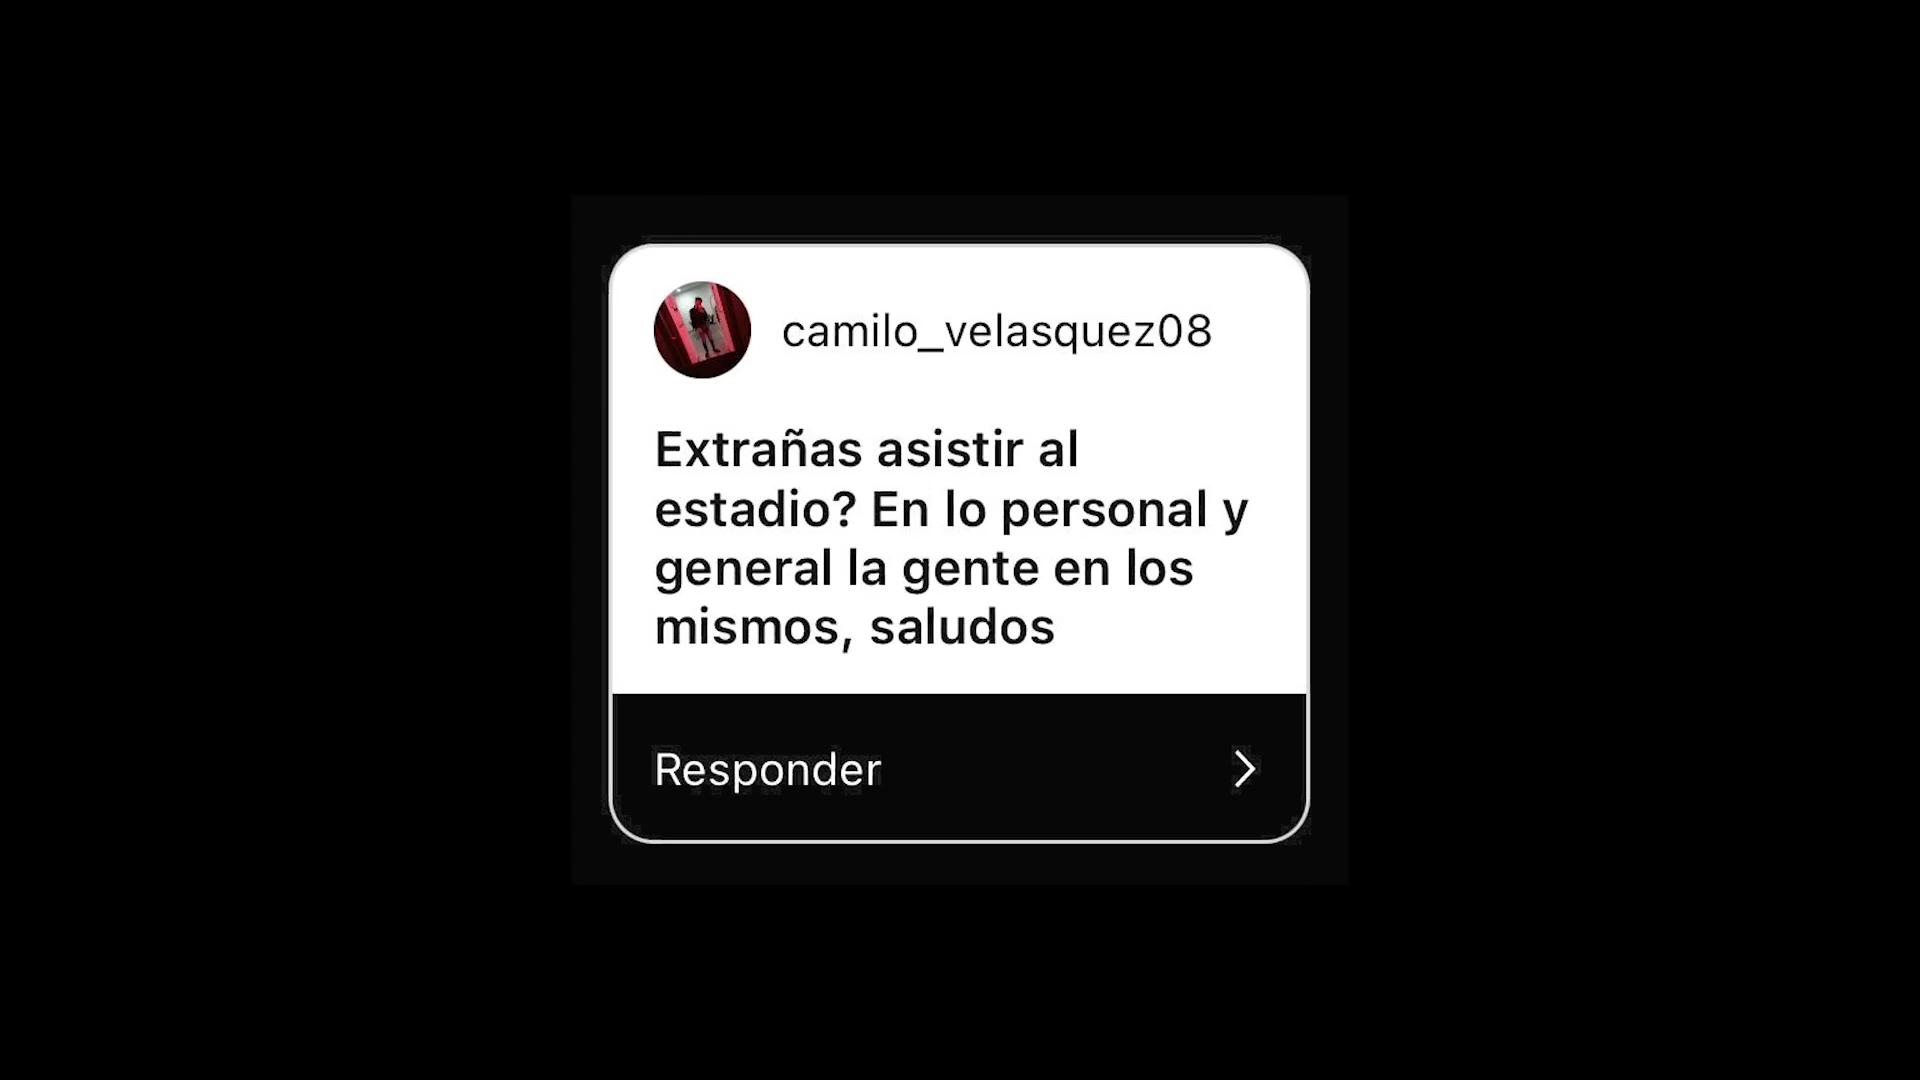 camilo_velasquez08
Extrañas asistir al
estadio? En lo personal y
general la gente en los
mismos, saludos
Responder